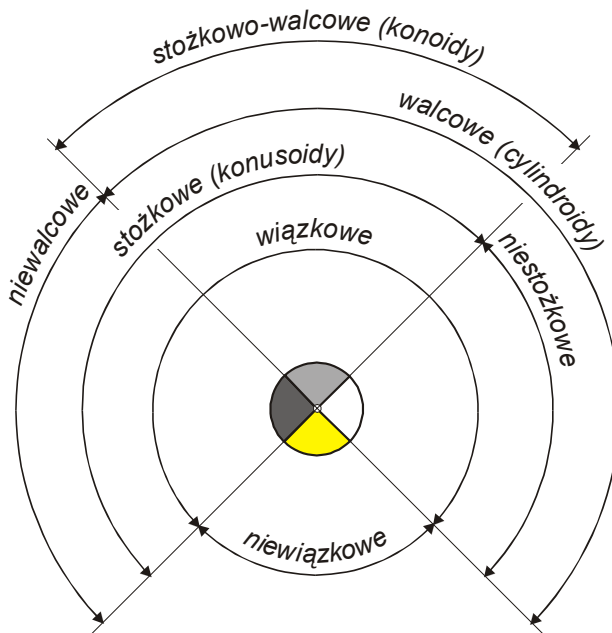 stożkowo-walcowe (konoidy)
walcowe (cylindroidy)
stożkowe (konusoidy)
niewalcowe
wiązkowe
niestożkowe
niewiązkowe